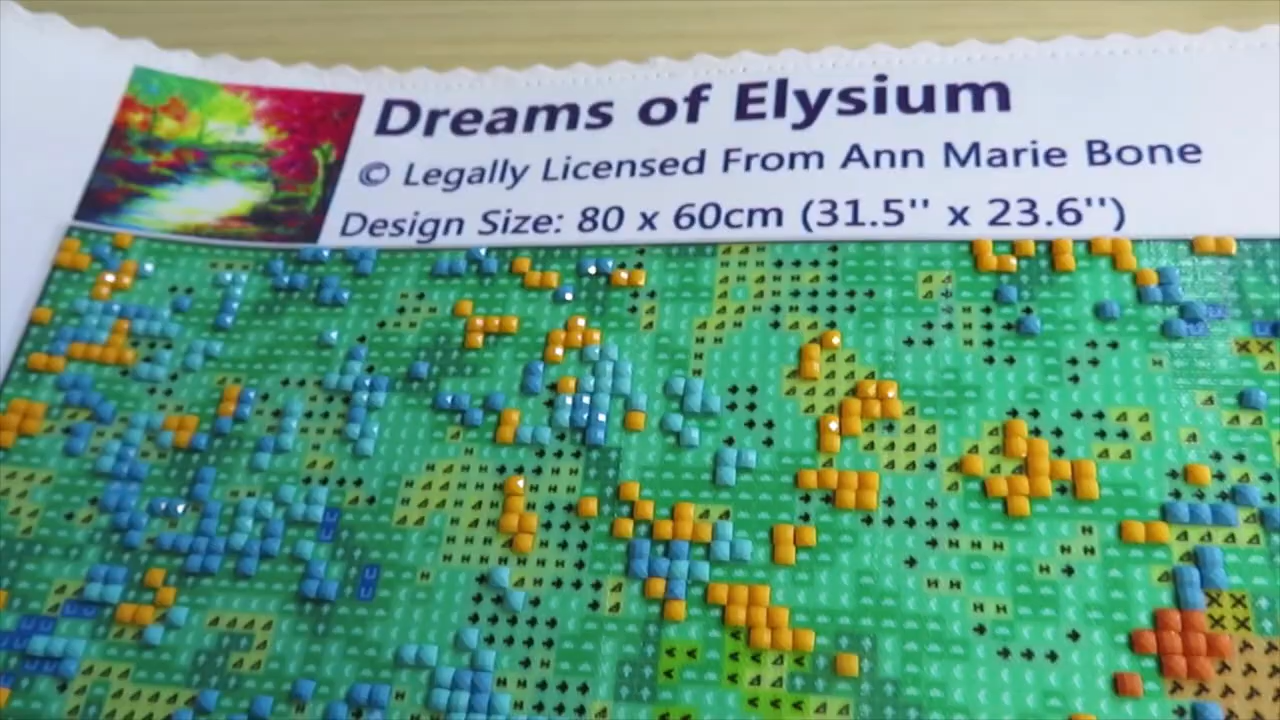 Dreams of Elysium
© Legally Licensed From Ann Marie Bone
Design Size: 80 x 60cm (31.5'' x 23.6'')